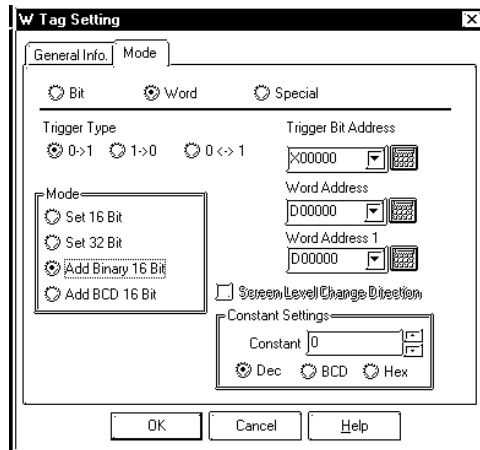 W Tag Setting
General Info. Mode
Bit Word Special
Trigger Type
0->1 1->0 0 <-> 1
Trigger Bit Address
X00000
Mode
Set 16 Bit
Set 32 Bit
Add Binary 16 Bit
Add BCD 16 Bit
Word Address
D00000
Word Address 1
D00000
Screen Level Change Direction
Constant Settings
Constant 0
Dec BCD Hex
OK Cancel Help